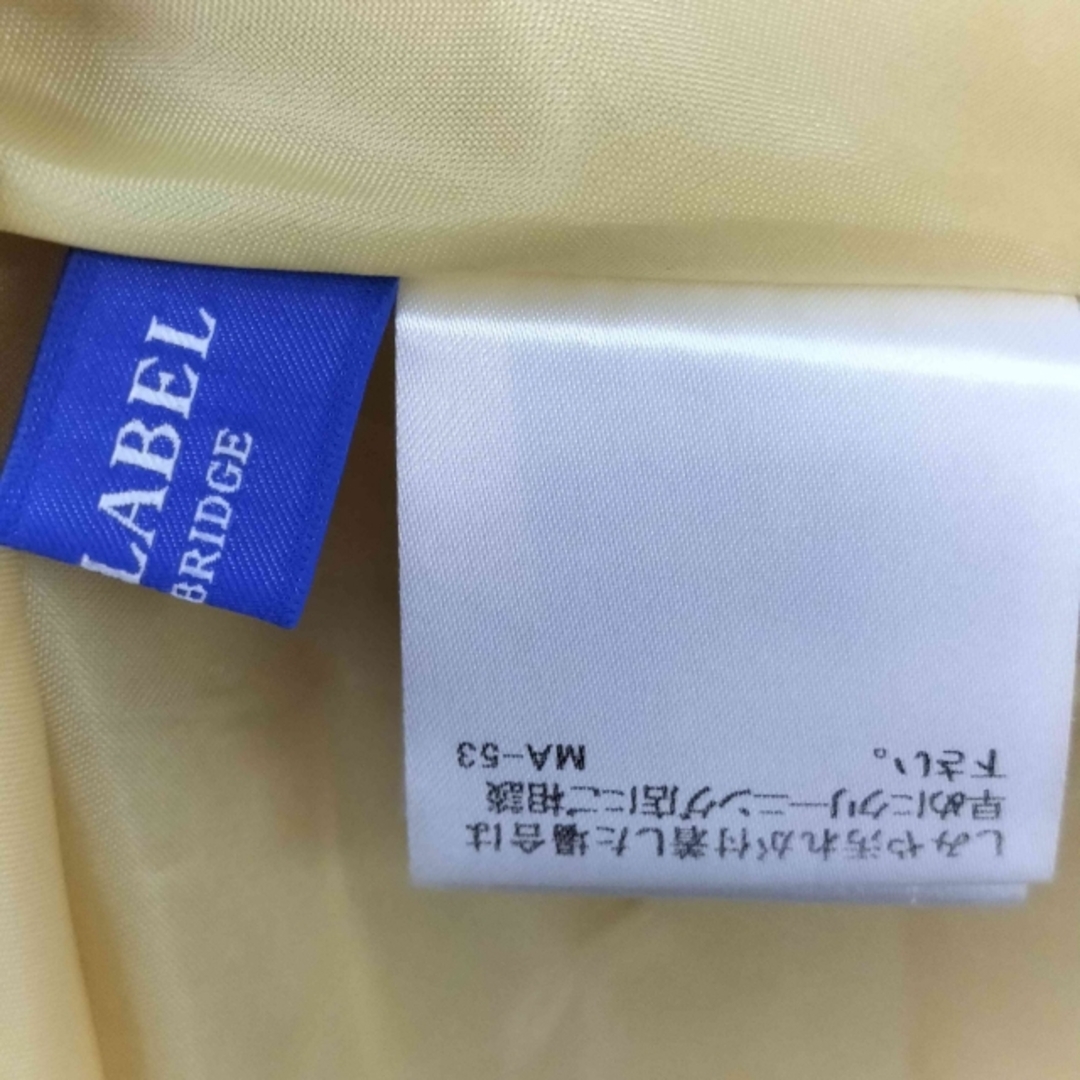 LABEL
BRIDGE
しみや汚れが付着した場合は
早めにクリーニング店にご相談
下さい。 MA-53